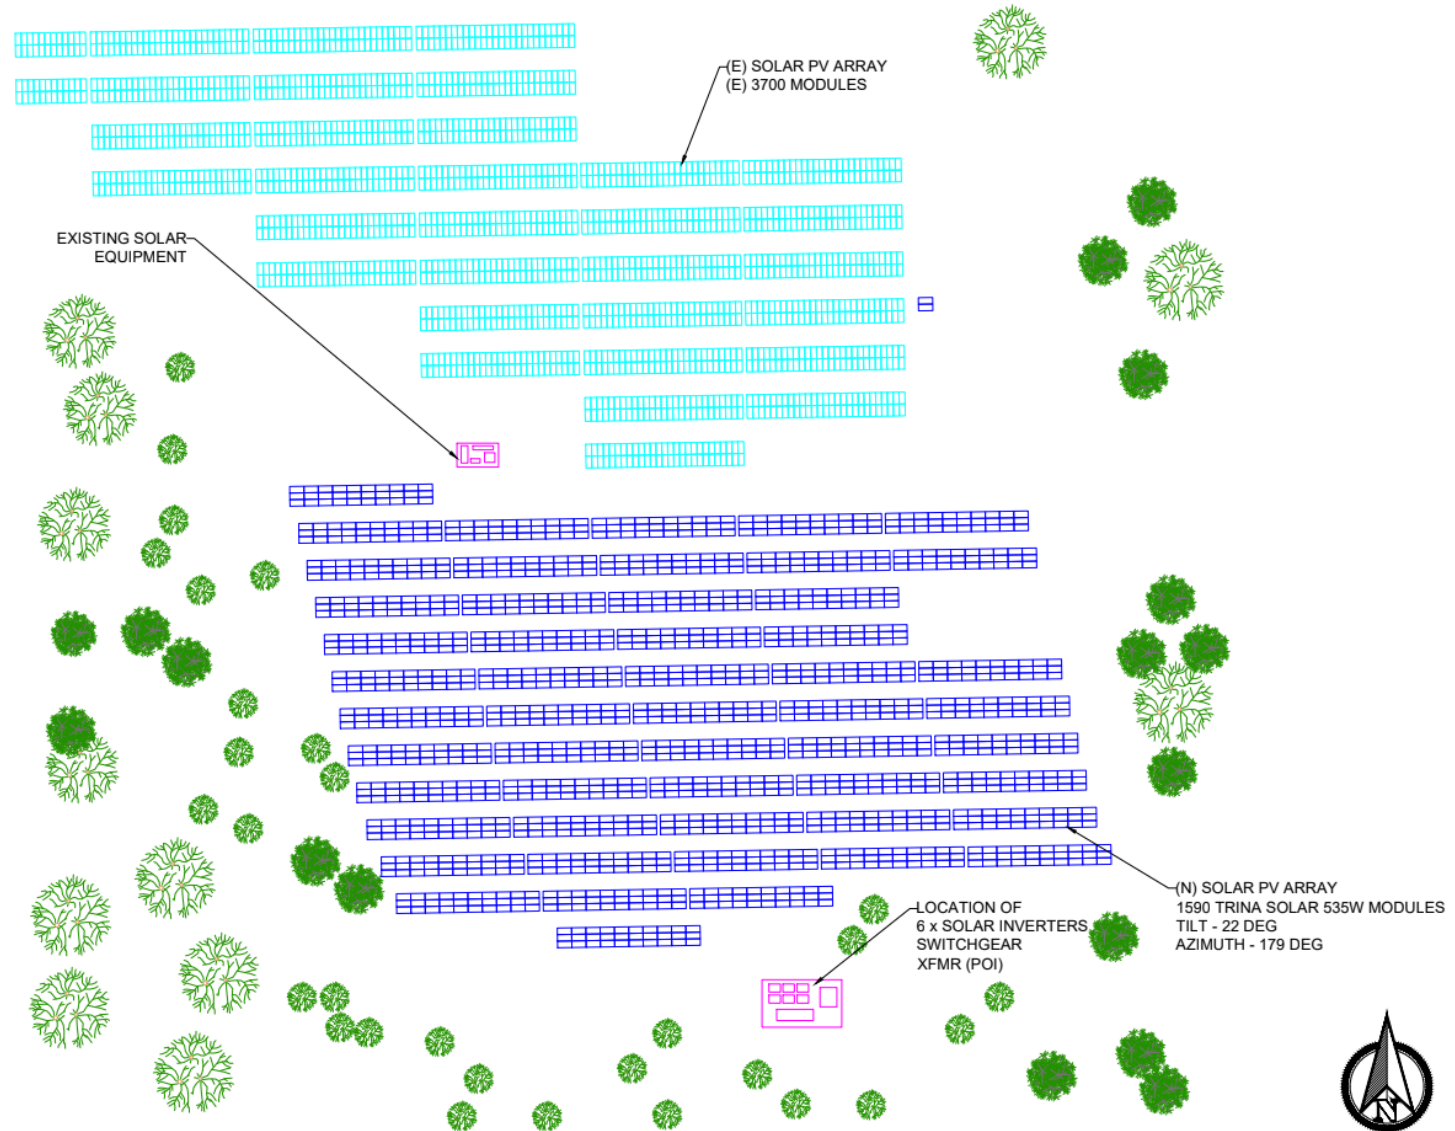 (E) SOLAR PV ARRAY
(E) 3700 MODULES
EXISTING SOLAR
EQUIPMENT
(N) SOLAR PV ARRAY
1590 TRINA SOLAR 535W MODULES
TILT - 22 DEG
AZIMUTH - 179 DEG
LOCATION OF
6 x SOLAR INVERTERS
SWITCHGEAR
XFMR (POI)
N